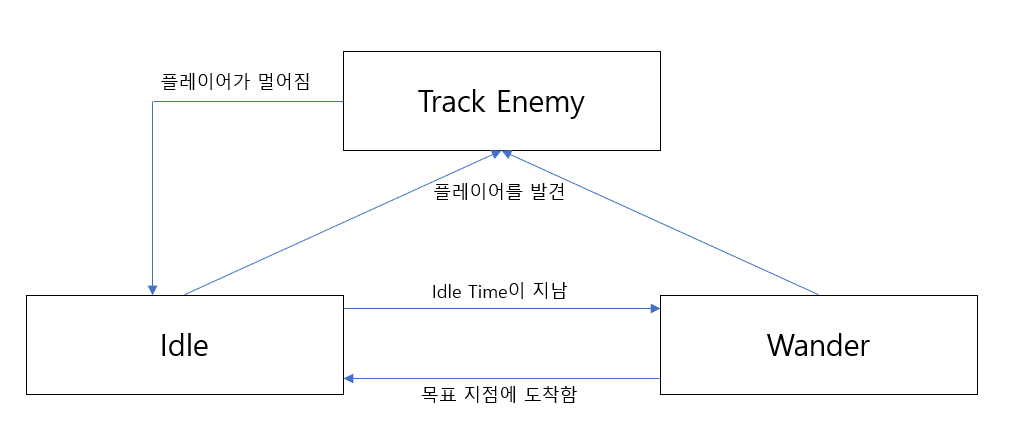 플레이어가 멀어짐
Track Enemy
플레이어를 발견
Idle Time이 지남
Idle
Wander
목표 지점에 도착함